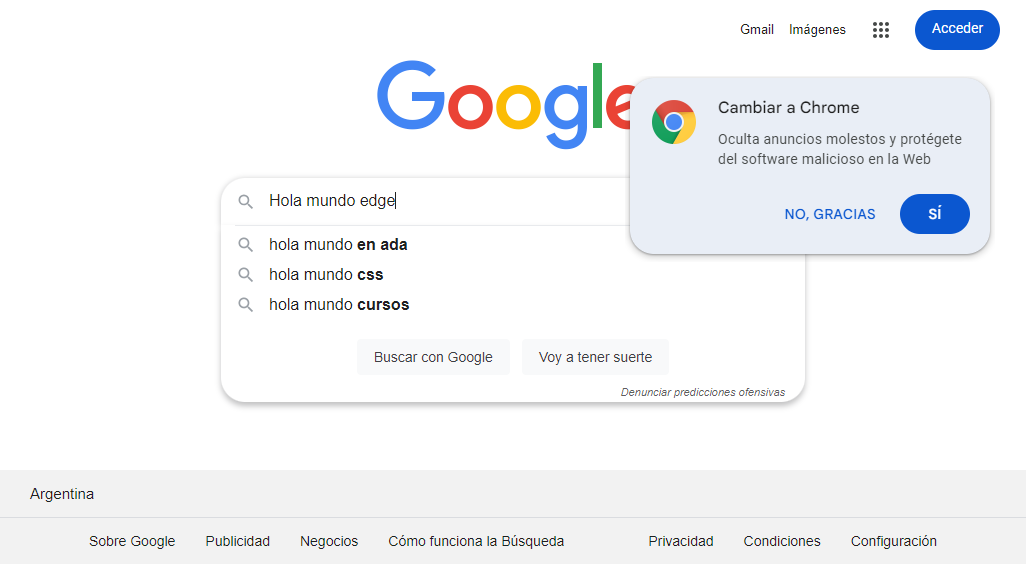 Gmail Imágenes Acceder
Google
Cambiar a Chrome
Oculta anuncios molestos y protégete
del software malicioso en la Web
NO, GRACIAS SÍ
Hola mundo edge
hola mundo en ada
hola mundo css
hola mundo cursos
Buscar con Google Voy a tener suerte
Denunciar predicciones ofensivas
Argentina
Sobre Google Publicidad Negocios Cómo funciona la Búsqueda Privacidad Condiciones Configuración